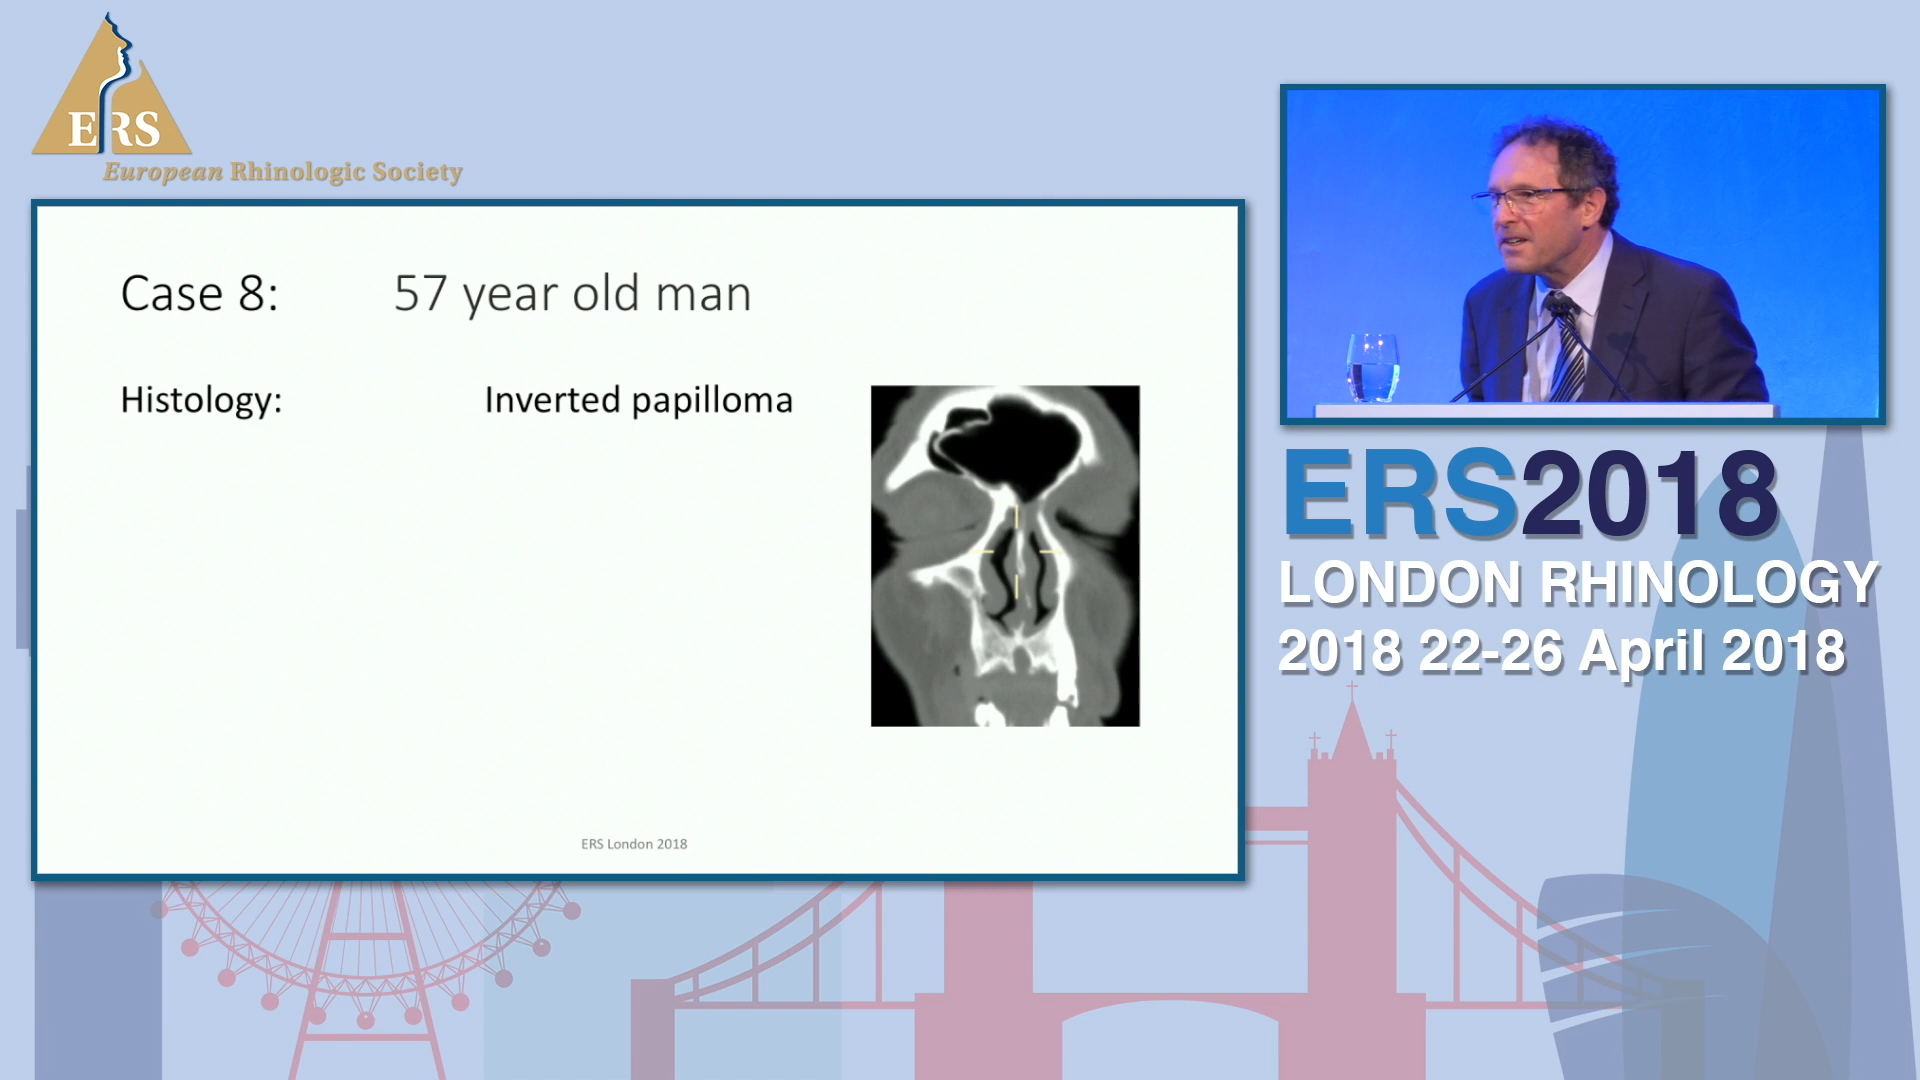 ERS
European Rhinologic Society
Case 8: 57 year old man
Histology: Inverted papilloma
ERS London 2018
ERS2018
LONDON RHINOLOGY
2018 22-26 April 2018